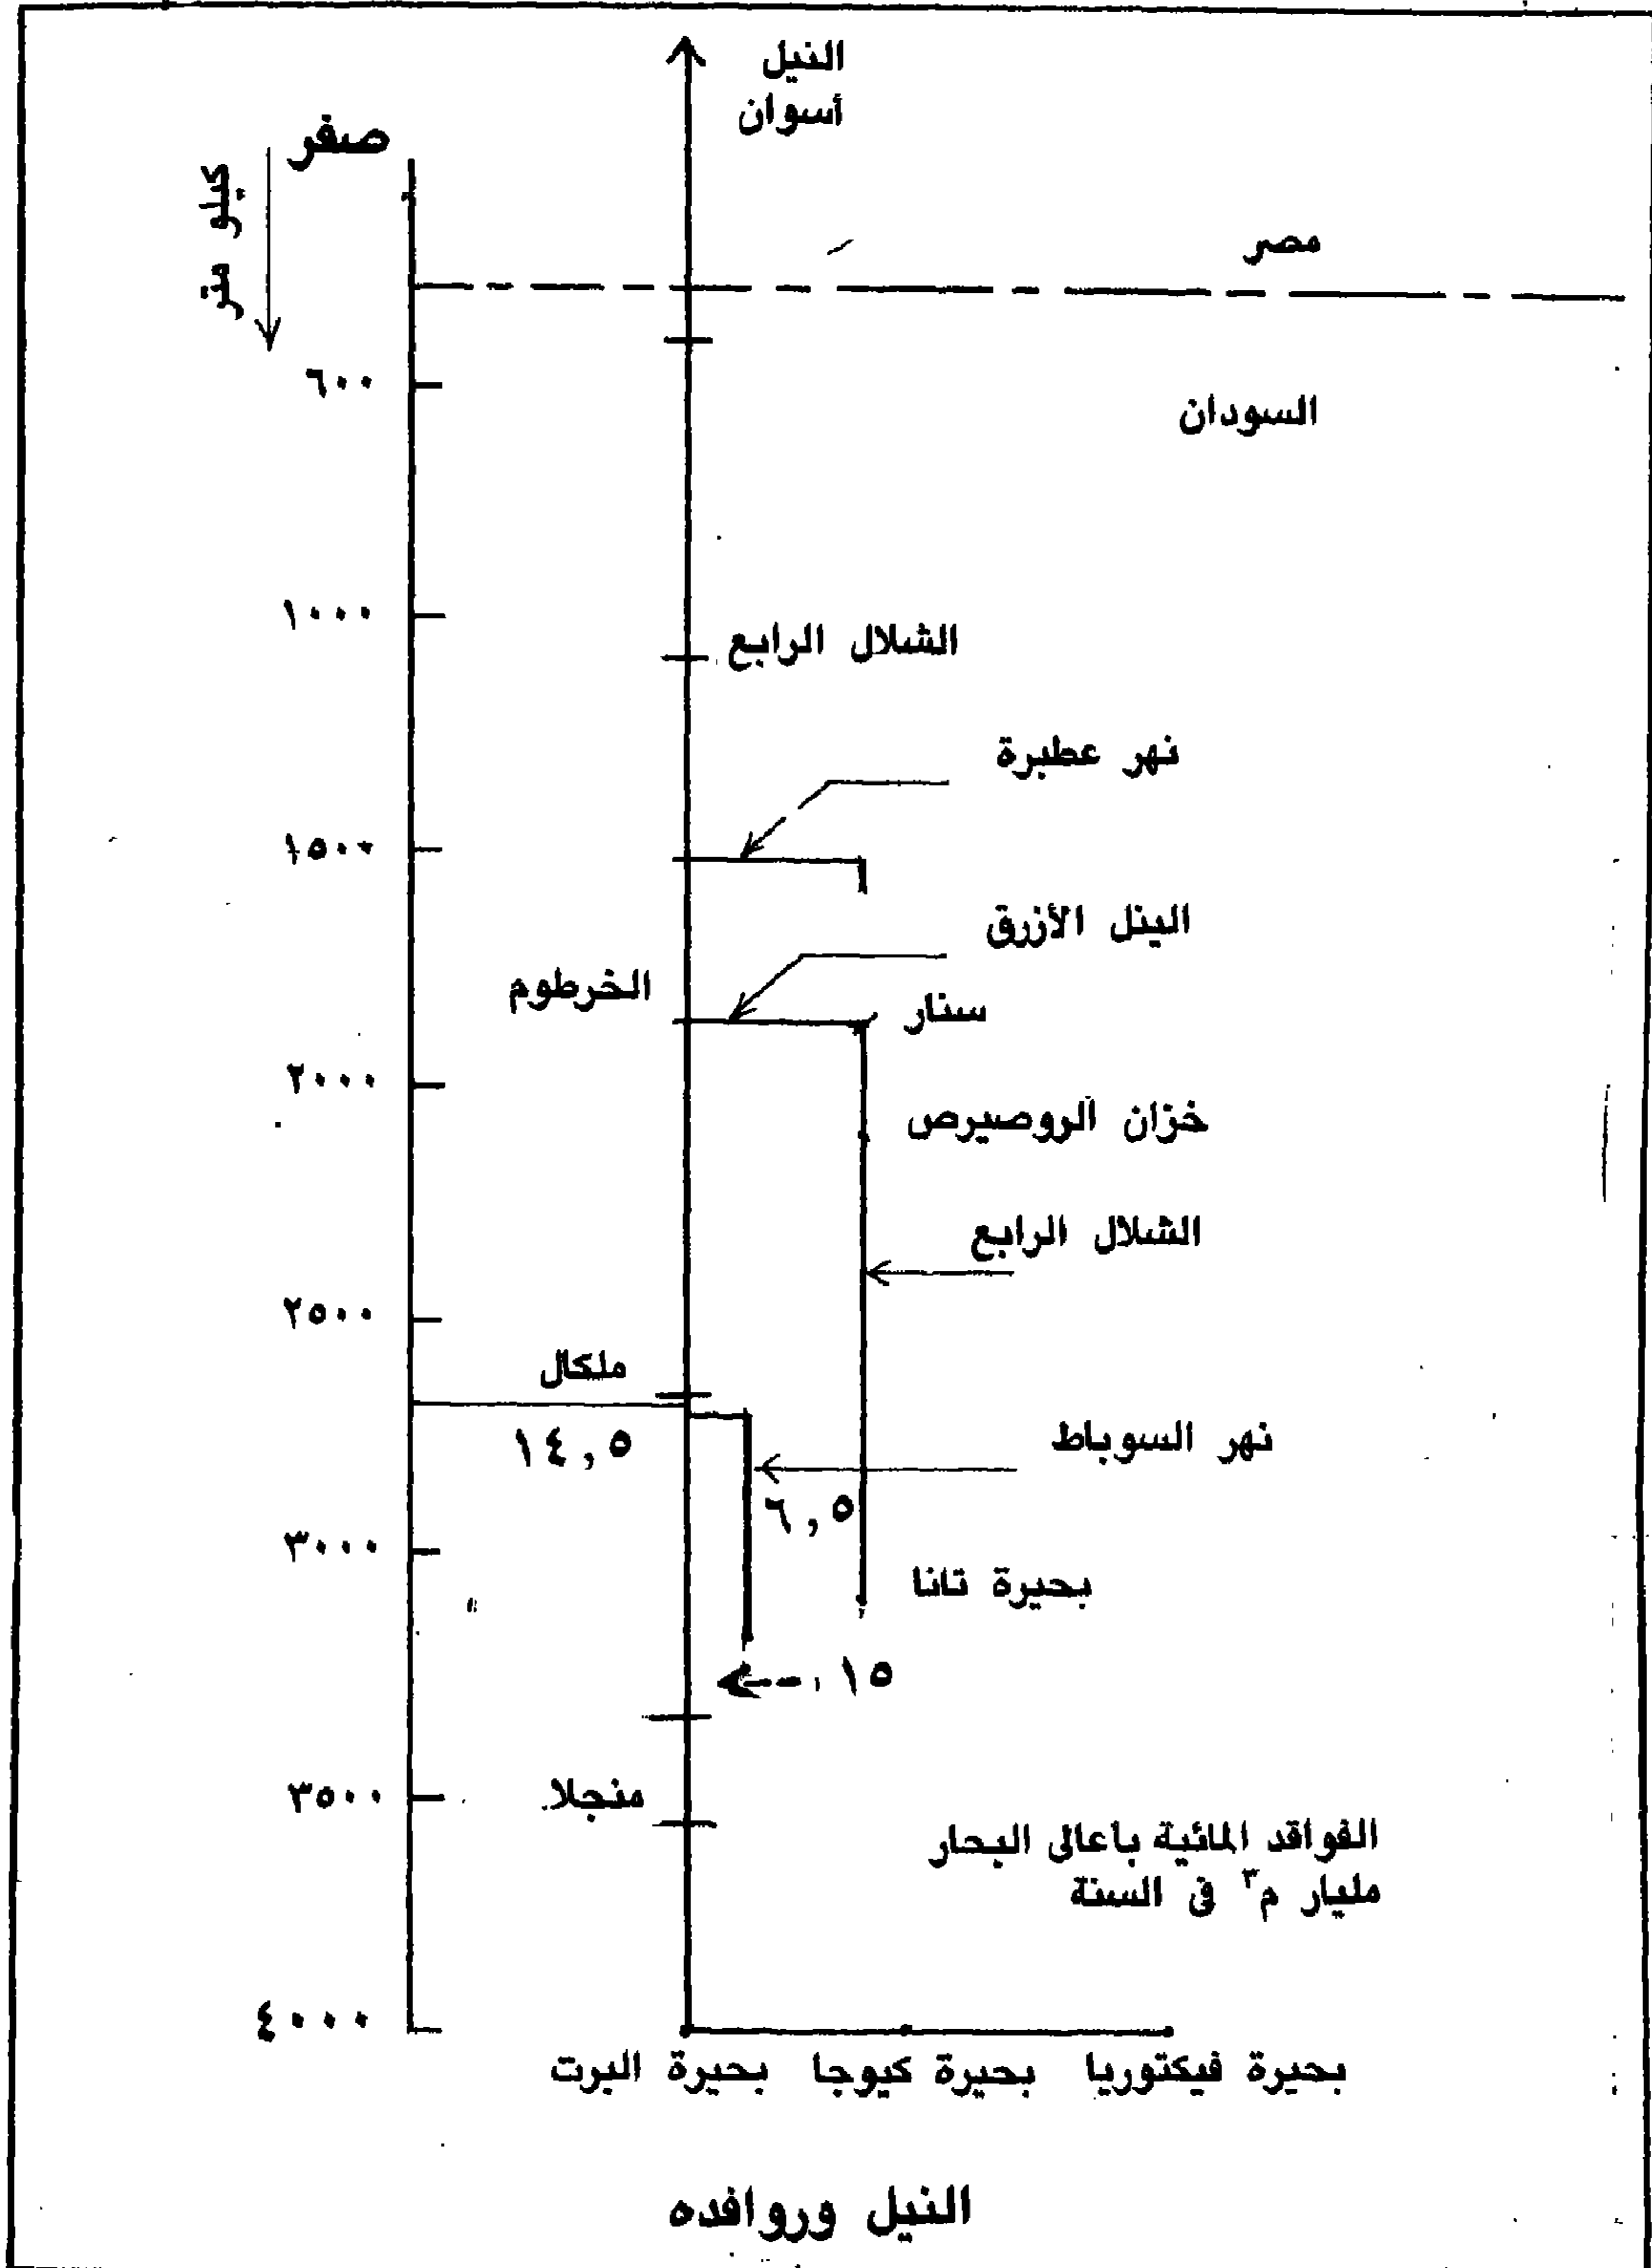 النيل
أسوان
صفر
كيلو متر
مصر
٦٠٠
السودان
١٠٠٠
الشلال الرابع
نهر عطبرة
١٥٠٠
الينل الأزرق
الخرطوم
سنار
٢٠٠٠
خزان الروصيرص
الشلال الرابع
٢٥٠٠
ملكال
١٤,٥
نهر السوباط
٦,٥
٣٠٠٠
بحيرة تانا
١٥
٣٥٠٠
منجلا
الفواقد المائية بأعالى البحار
مليار م٣ فى السنة
٤٠٠٠
بحيرة فيكتوريا بحيرة كيوجا بحيرة البرت
النيل وروافده